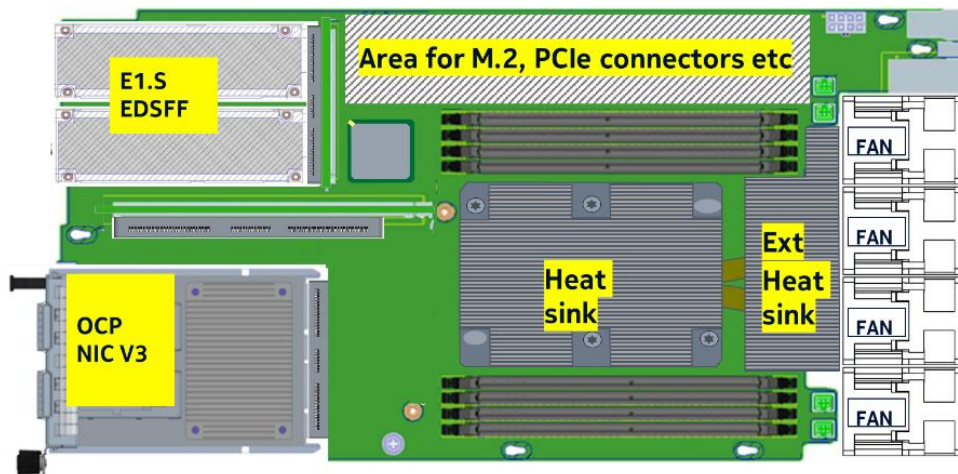 Area for M.2, PCIe connectors etc
E1.S
EDSFF
FAN
FAN
Ext
Heat
sink
Heat
sink
OCP
NIC V3
FAN
FAN